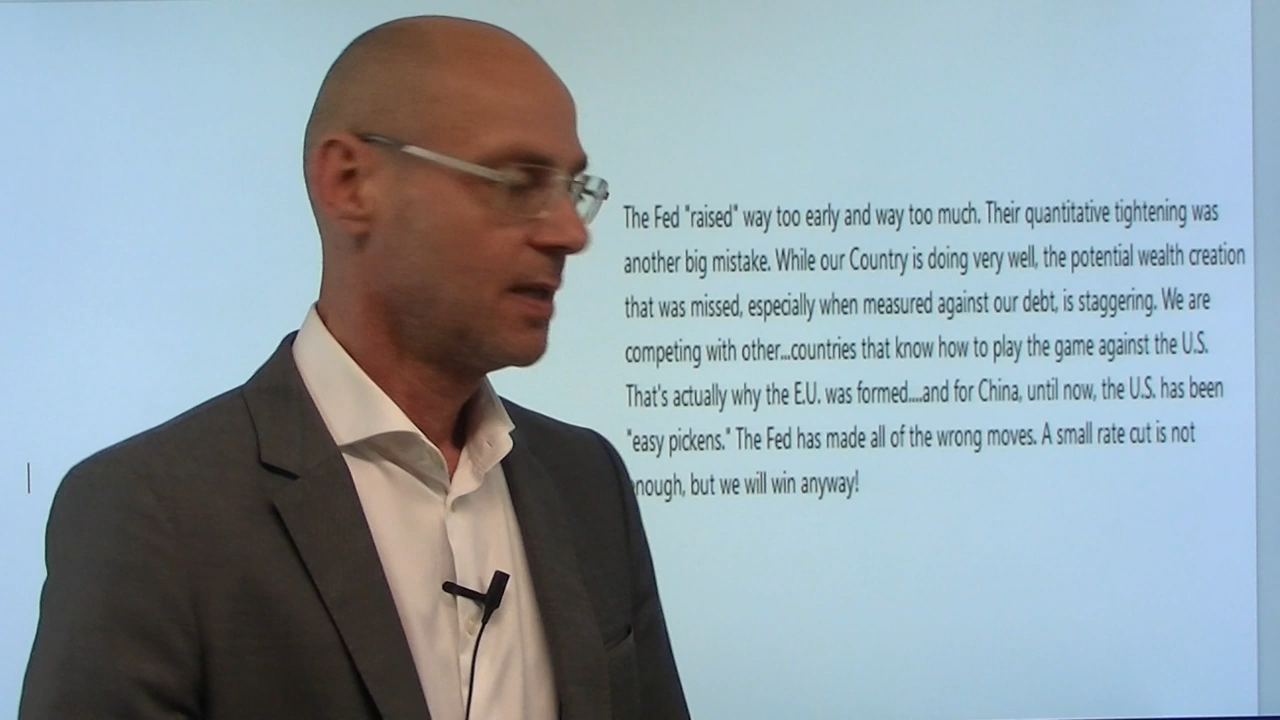 The Fed "raised" way too early and way too much. Their quantitative tightening was
another big mistake. While our Country is doing very well, the potential wealth creation
that was missed, especially when measured against our debt, is staggering. We are
competing with other...countries that know how to play the game against the U.S.
That's actually why the E.U. was formed....and for China, until now, the U.S. has been
"easy pickens." The Fed has made all of the wrong moves. A small rate cut is not
enough, but we will win anyway!